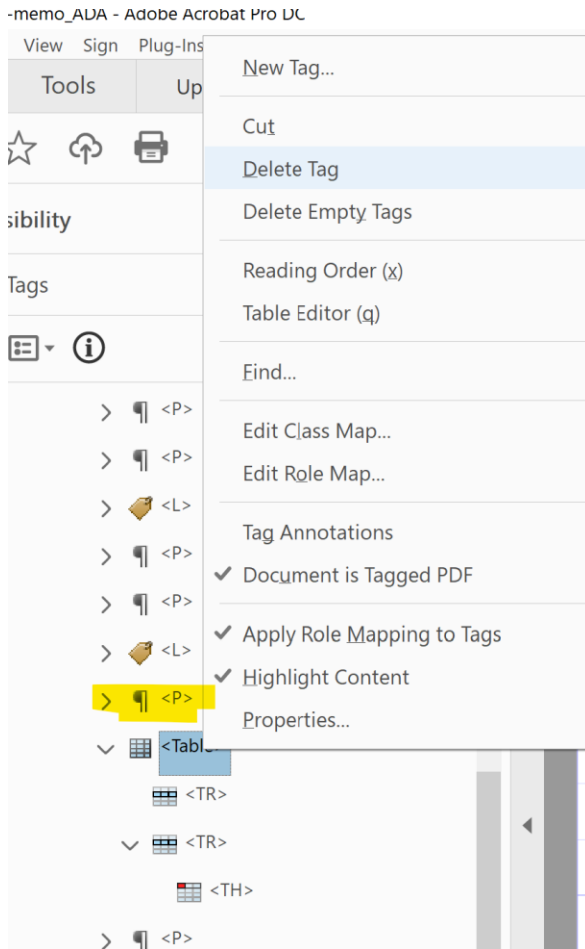 -memo_ADA - Adobe Acrobat Pro DC
View Sign Plug-Ins
Tools Up
sibility
Tags
New Tag...
Cut
Delete Tag
Delete Empty Tags
Reading Order (x)
Table Editor (q)
Find...
Edit Class Map...
Edit Role Map...
Tag Annotations
Document is Tagged PDF
Apply Role Mapping to Tags
Highlight Content
Properties...
<P>
<P>
<L>
<P>
<P>
<L>
<P>
<Table>
<TR>
<TR>
<TH>
<P>